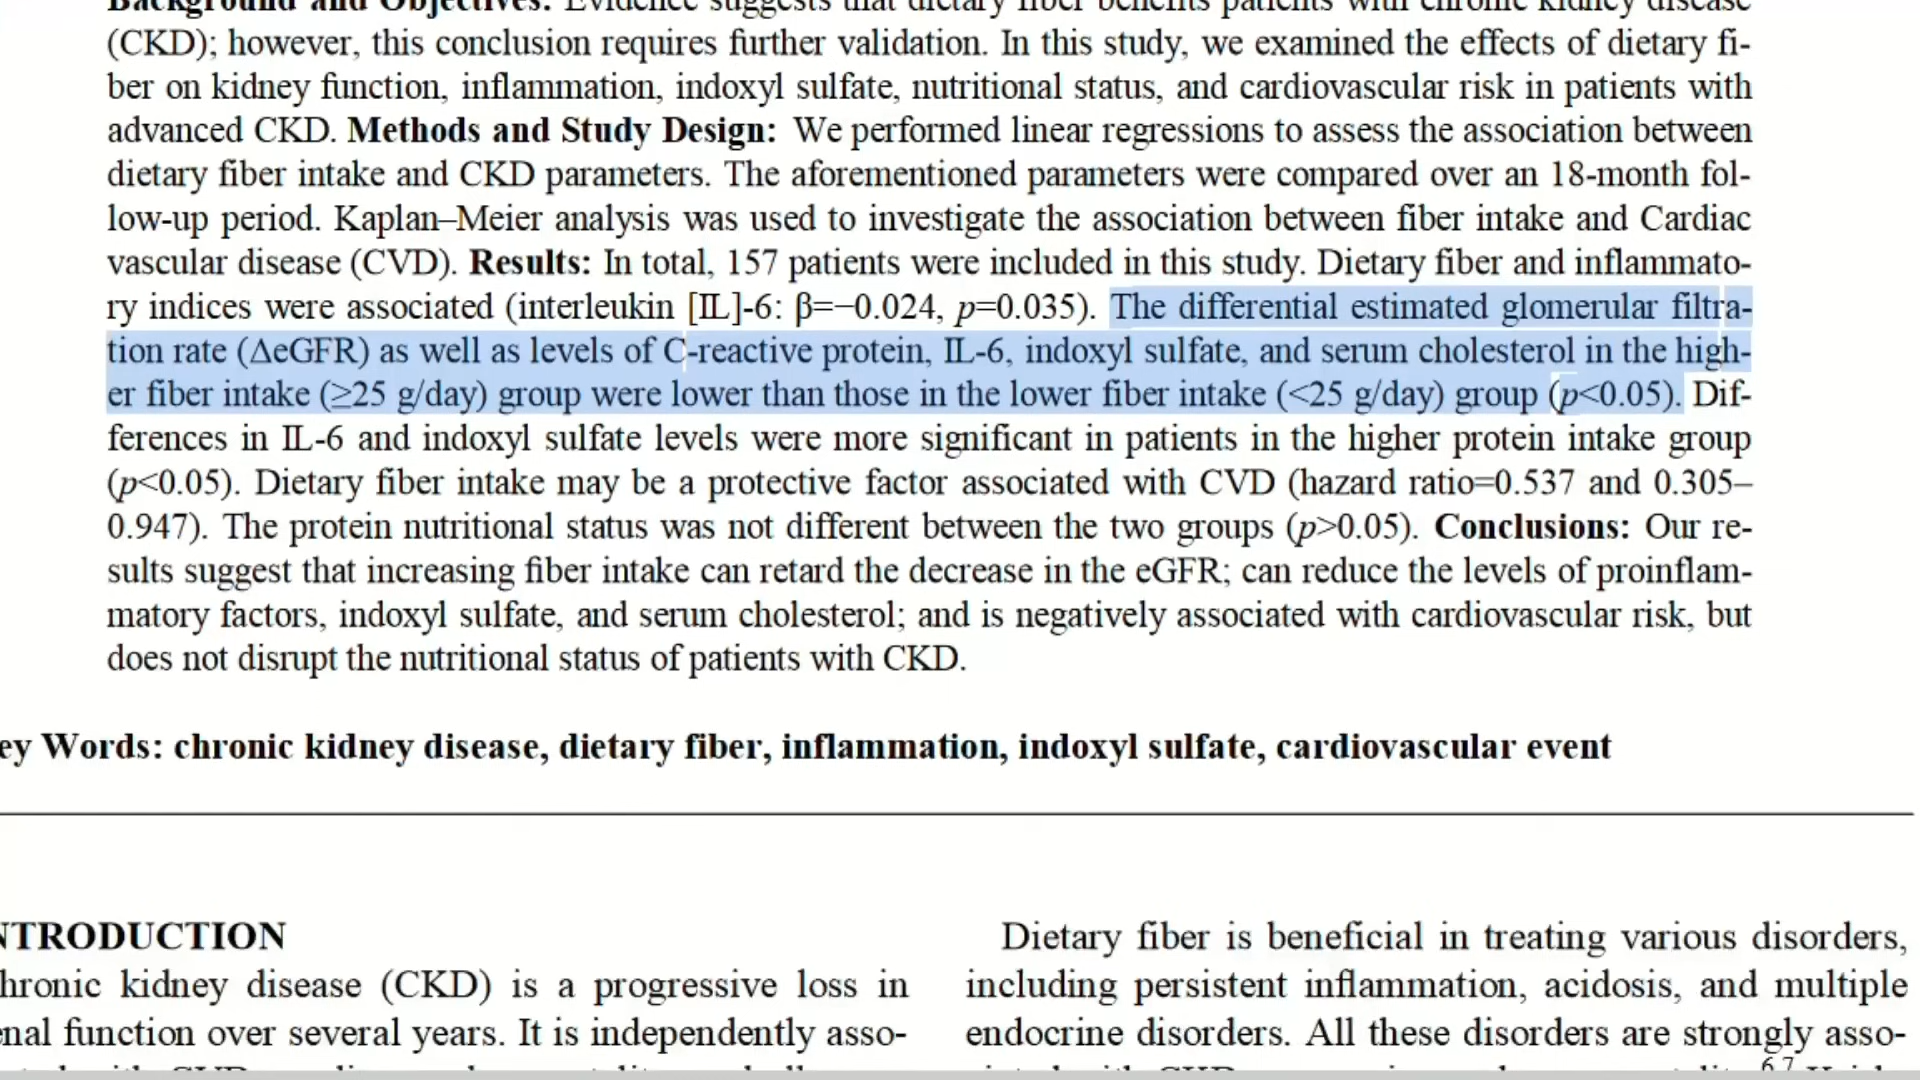 Background and Objectives: Evidence suggests that dietary fiber benefits patients with chronic kidney disease
(CKD); however, this conclusion requires further validation. In this study, we examined the effects of dietary fi-
ber on kidney function, inflammation, indoxyl sulfate, nutritional status, and cardiovascular risk in patients with
advanced CKD. Methods and Study Design: We performed linear regressions to assess the association between
dietary fiber intake and CKD parameters. The aforementioned parameters were compared over an 18-month fol-
low-up period. Kaplan–Meier analysis was used to investigate the association between fiber intake and Cardiac
vascular disease (CVD). Results: In total, 157 patients were included in this study. Dietary fiber and inflammato-
ry indices were associated (interleukin [IL]-6: β=−0.024, p=0.035). The differential estimated glomerular filtra-
tion rate (ΔeGFR) as well as levels of C-reactive protein, IL-6, indoxyl sulfate, and serum cholesterol in the high-
er fiber intake (≥25 g/day) group were lower than those in the lower fiber intake (<25 g/day) group (p<0.05). Dif-
ferences in IL-6 and indoxyl sulfate levels were more significant in patients in the higher protein intake group
(p<0.05). Dietary fiber intake may be a protective factor associated with CVD (hazard ratio=0.537 and 0.305–
0.947). The protein nutritional status was not different between the two groups (p>0.05). Conclusions: Our re-
sults suggest that increasing fiber intake can retard the decrease in the eGFR; can reduce the levels of proinflam-
matory factors, indoxyl sulfate, and serum cholesterol; and is negatively associated with cardiovascular risk, but
does not disrupt the nutritional status of patients with CKD.
ey Words: chronic kidney disease, dietary fiber, inflammation, indoxyl sulfate, cardiovascular event
NTRODUCTION
hronic kidney disease (CKD) is a progressive loss in
enal function over several years. It is independently asso-
Dietary fiber is beneficial in treating various disorders,
including persistent inflammation, acidosis, and multiple
endocrine disorders. All these disorders are strongly asso-